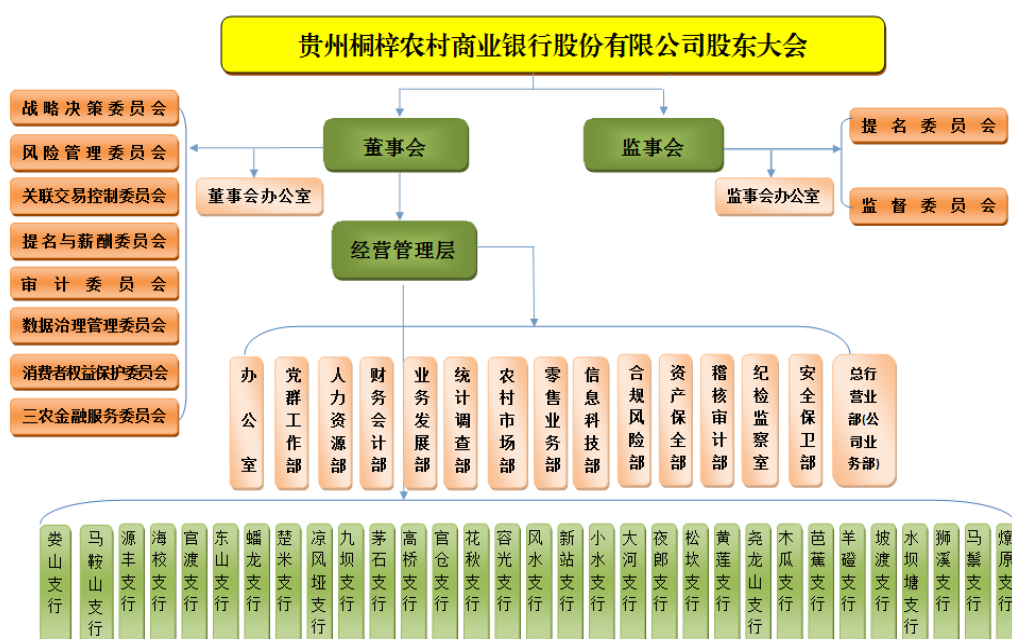 贵州桐梓农村商业银行股份有限公司股东大会
董事会
监事会
战略决策委员会
风险管理委员会
关联交易控制委员会
提名与薪酬委员会
审计委员会
数据治理管理委员会
消费者权益保护委员会
三农金融服务委员会
董事会办公室
监事会办公室
提名委员会
监督委员会
经营管理层
办公室
党群工作部
人力资源部
财务会计部
业务发展部
统计调查部
农村市场部
零售业务部
信息科技部
合规风险部
资产保全部
稽核审计部
纪检监察室
安全保卫部
总行
营业
部(公
司业
务部)
娄山支行
马鞍山支行
源丰支行
海校支行
官渡支行
东山支行
蟠龙支行
楚米支行
凉风垭支行
九坝支行
茅石支行
高桥支行
官仓支行
花秋支行
容光支行
风水支行
新站支行
小水支行
大河支行
夜郎支行
松坎支行
黄莲支行
尧龙山支行
木瓜支行
芭蕉支行
羊磴支行
坡渡支行
水坝塘支行
狮溪支行
马鬃支行
燎原支行